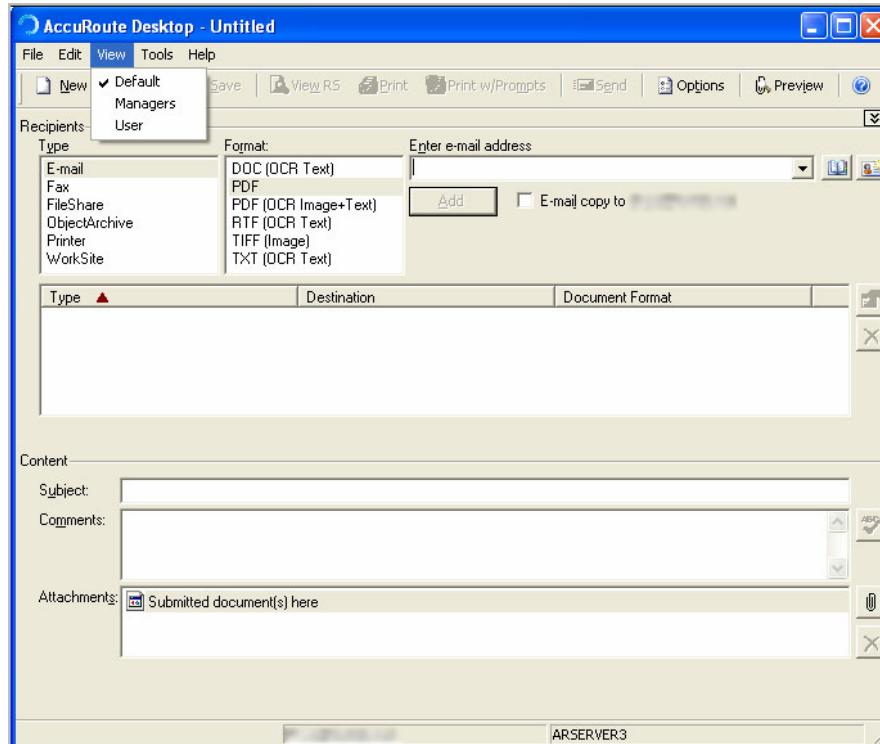 AccuRoute Desktop - Untitled
File Edit View Tools Help
New Save View RS Print Print w/Prompts Send Options Preview
Default
Managers
User
Recipients
Type Format: Enter e-mail address
E-mail DOC (OCR Text)
Fax PDF
FileShare PDF (OCR Image+Text)
ObjectArchive RTF (OCR Text)
Printer TIFF (Image)
WorkSite TXT (OCR Text)
Add E-mail copy to
Type Destination Document Format
Content
Subject:
Comments:
ABC
Attachments: Submitted document(s) here
ARSERVER3